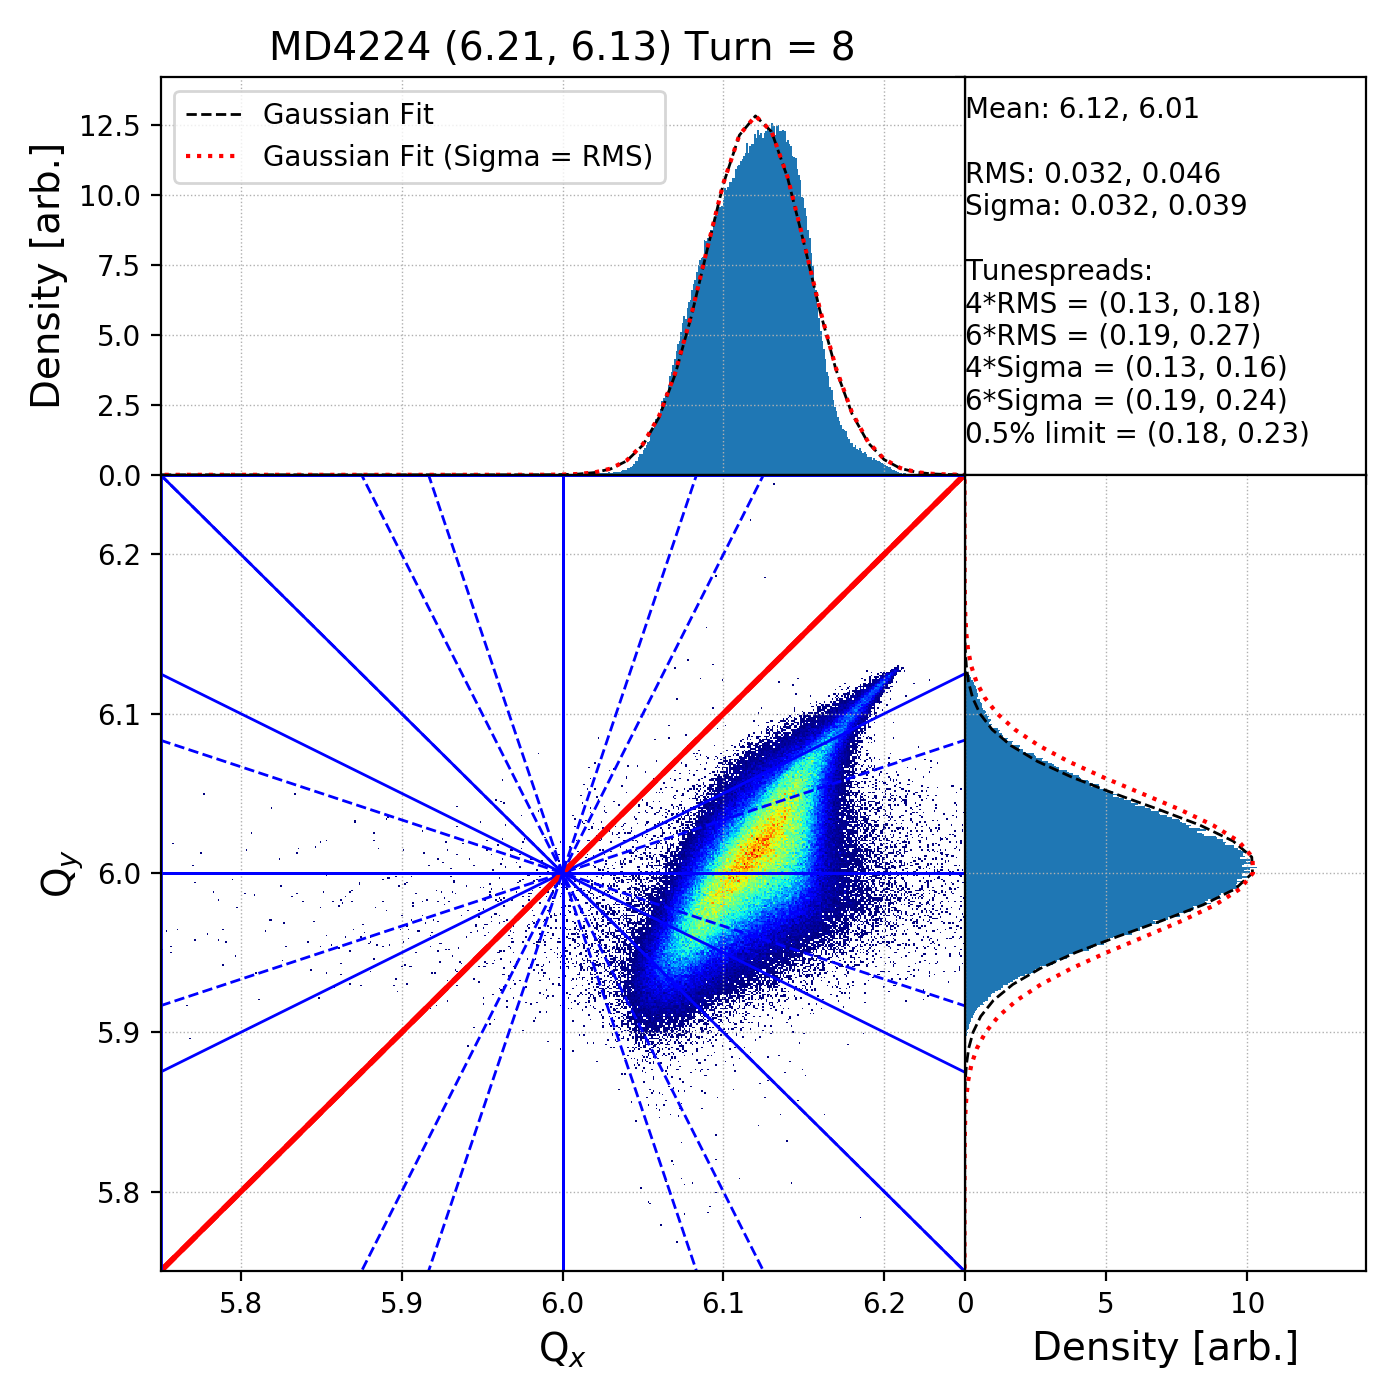 MD4224 (6.21, 6.13) Turn = 8
Gaussian Fit
Gaussian Fit (Sigma = RMS)
Density [arb.]
12.5
10.0
7.5
5.0
2.5
0.0
Mean: 6.12, 6.01
RMS: 0.032, 0.046
Sigma: 0.032, 0.039
Tunespreads:
4*RMS = (0.13, 0.18)
6*RMS = (0.19, 0.27)
4*Sigma = (0.13, 0.16)
6*Sigma = (0.19, 0.24)
0.5% limit = (0.18, 0.23)
Qy
6.2
6.1
6.0
5.9
5.8
5.8 5.9 6.0 6.1 6.2
Qx
0 5 10
Density [arb.]